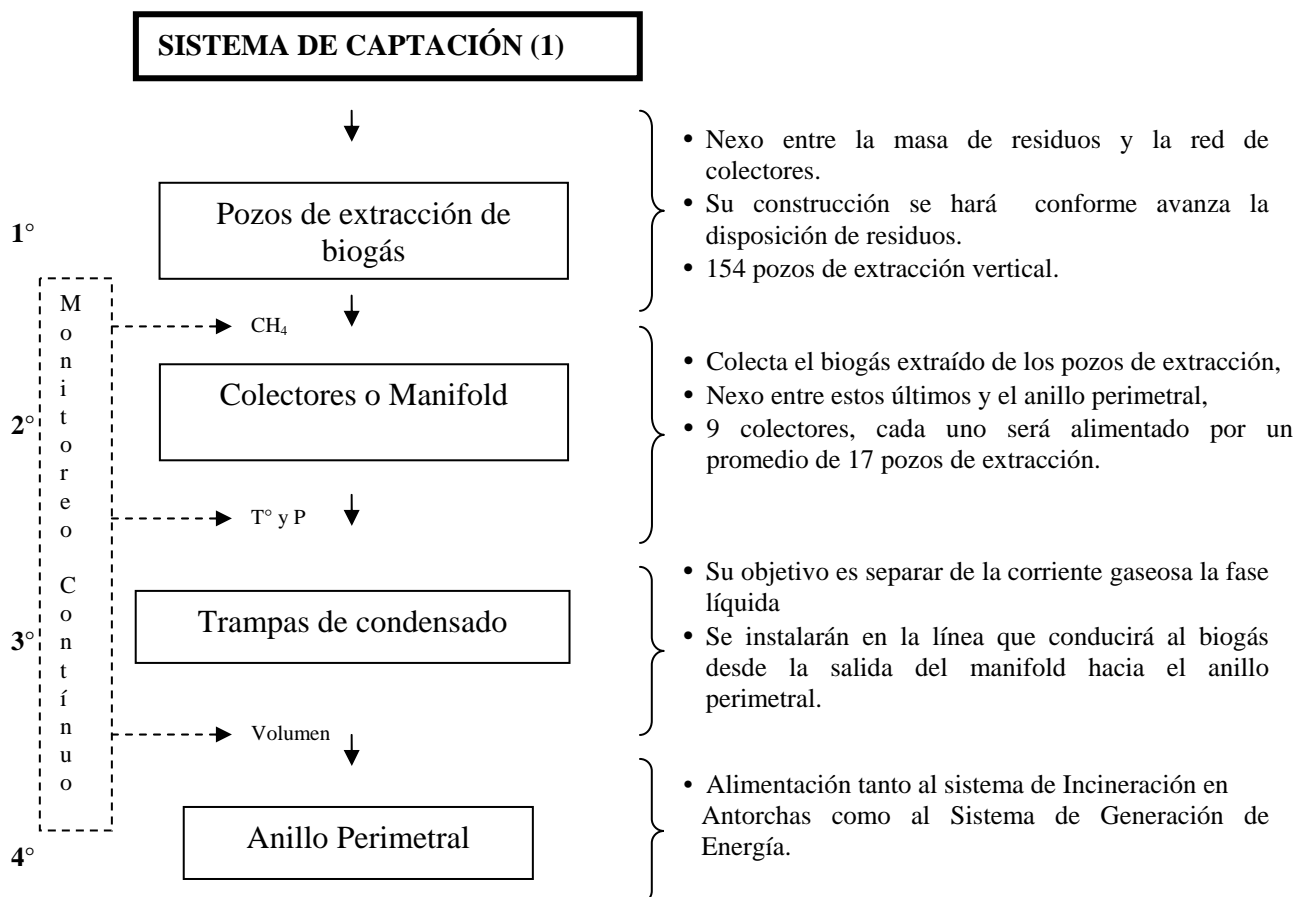 SISTEMA DE CAPTACIÓN (1)
1°
Pozos de extracción de
biogás
• Nexo entre la masa de residuos y la red de
colectores.
• Su construcción se hará conforme avanza la
disposición de residuos.
• 154 pozos de extracción vertical.
Monitoreo Contínuo
CH₄
2°
Colectores o Manifold
• Colecta el biogás extraído de los pozos de extracción,
• Nexo entre estos últimos y el anillo perimetral,
• 9 colectores, cada uno será alimentado por un
promedio de 17 pozos de extracción.
T° y P
3°
Trampas de condensado
• Su objetivo es separar de la corriente gaseosa la fase
líquida
• Se instalarán en la línea que conducirá al biogás
desde la salida del manifold hacia el anillo
perimetral.
Volumen
4°
Anillo Perimetral
• Alimentación tanto al sistema de Incineración en
Antorchas como al Sistema de Generación de
Energía.